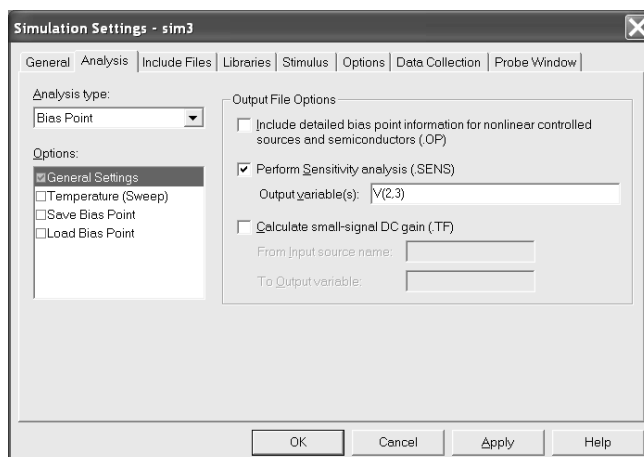 Simulation Settings - sim3
General Analysis Include Files Libraries Stimulus Options Data Collection Probe Window
Analysis type:
Bias Point
Options:
General Settings
Temperature (Sweep)
Save Bias Point
Load Bias Point
Output File Options
Include detailed bias point information for nonlinear controlled
sources and semiconductors (.OP)
Perform Sensitivity analysis (.SENS)
Output variable(s): V(2,3)
Calculate small-signal DC gain (.TF)
From Input source name:
To Output variable:
OK Cancel Apply Help